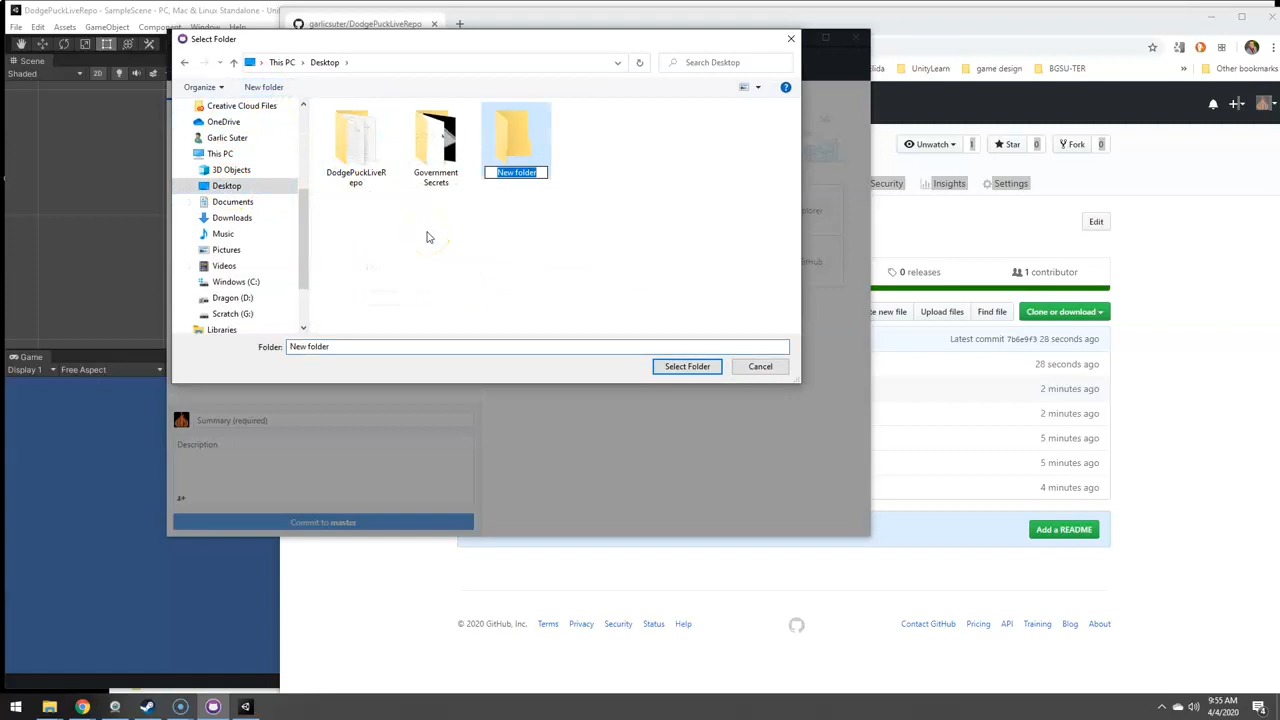 DodgePuckLiveRepo - SampleScene - PC, Mac & Linux Standalone - Uni
garlicsuter/DodgePuckLiveRepo
File Edit Assets GameObject Component Window Help
Select Folder
Scene
Shaded 2D
This PC Desktop
Search Desktop
UnityLearn game design BGSU-TER » Other bookmarks
Organize New folder
Creative Cloud Files
OneDrive
Garlic Suter
This PC
3D Objects
Desktop
Documents
Downloads
Music
Pictures
Videos
Windows (C:)
Dragon (D:)
Scratch (G:)
Libraries
DodgePuckLiveR
epo
Government
Secrets
New folder
Folder: New folder
Select Folder Cancel
Unwatch 1 Star 0 Fork 0
Security Insights Settings
Edit
0 releases 1 contributor
Upload files Find file Clone or download
Latest commit 7b6e9f3 28 seconds ago
28 seconds ago
2 minutes ago
2 minutes ago
5 minutes ago
5 minutes ago
4 minutes ago
Add a README
Game
Display 1 Free Aspect
Summary (required)
Description
Commit to master
© 2020 GitHub, Inc. Terms Privacy Security Status Help
Contact GitHub Pricing API Training Blog About
9:55 AM
4/4/2020
4